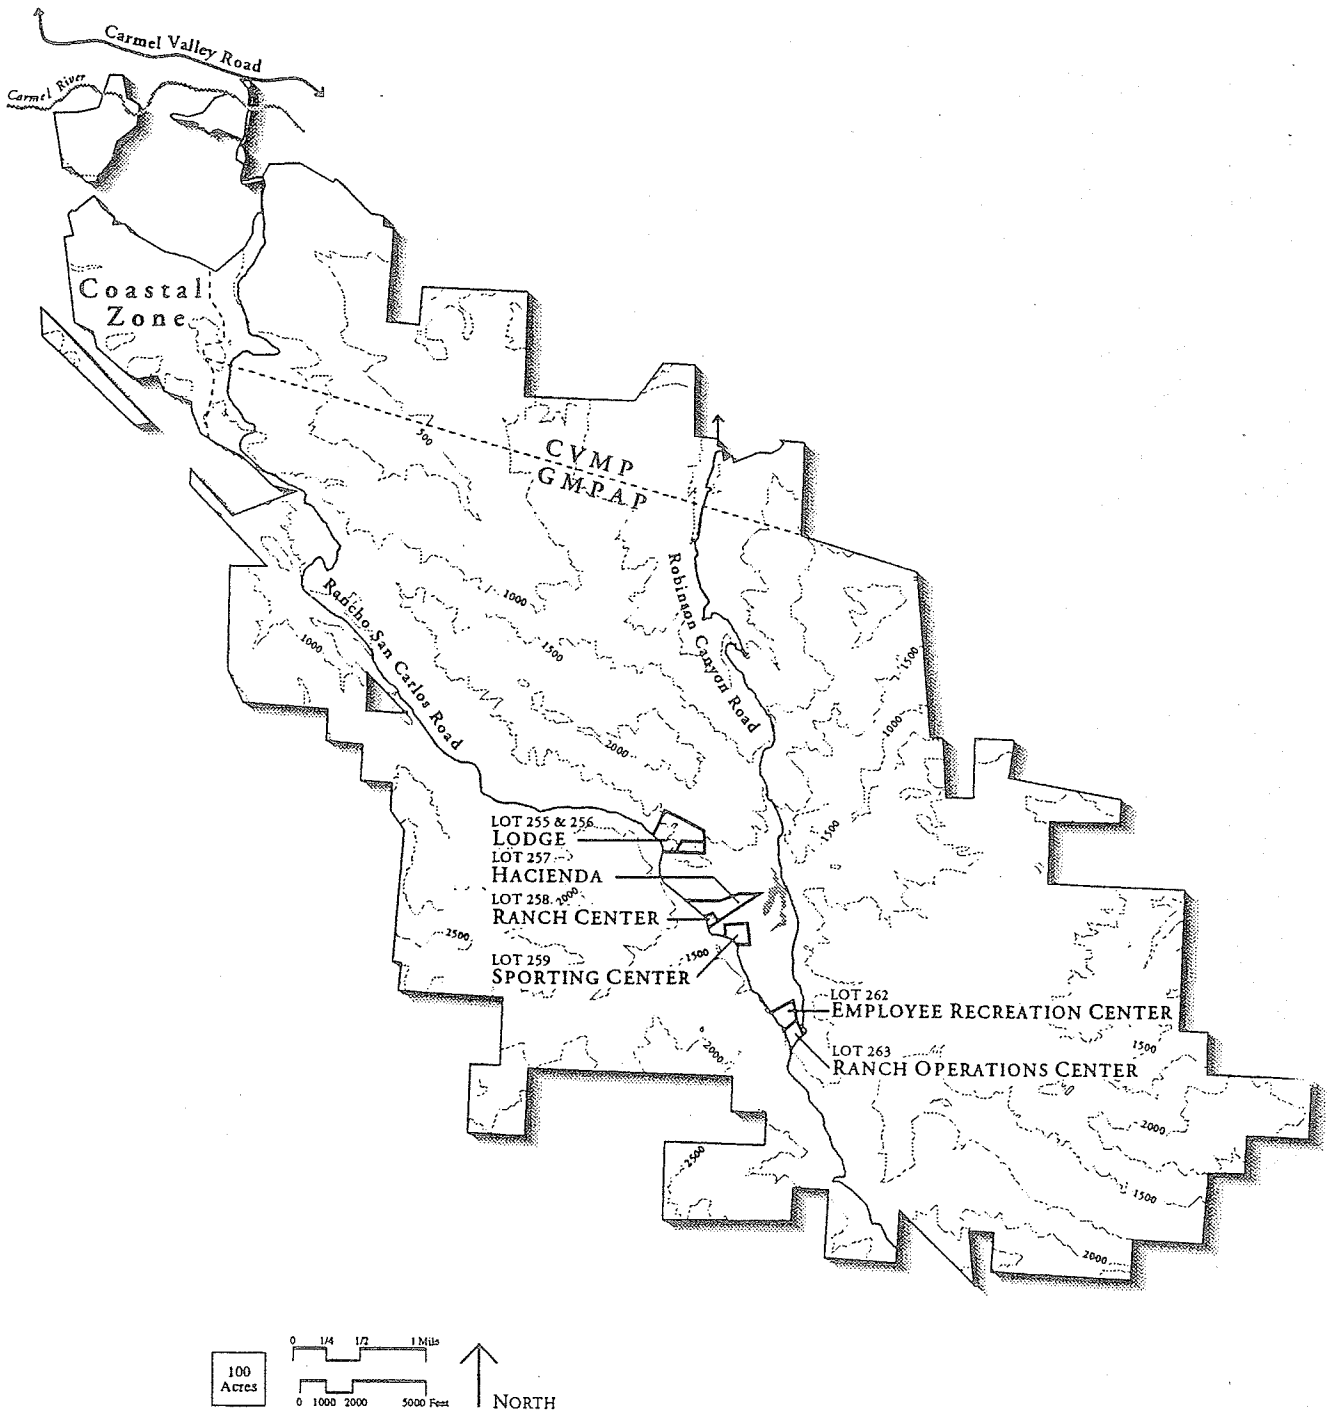 Carmel Valley Road
Carmel River
Coastal
Zone
500
CVMP
GMPAP
Robinson Canyon Road
Rancho San Carlos Road
1000
1500
1000
1500
1000
2000
1500
LOT 255 & 256
LODGE
LOT 257
HACIENDA
LOT 258
2000
RANCH CENTER
2500
LOT 259
1500
SPORTING CENTER
LOT 262
EMPLOYEE RECREATION CENTER
2000
1500
LOT 263
RANCH OPERATIONS CENTER
2000
2500
1500
2000
0 1/4 1/2 1 Mile
100
Acres
0 1000 2000 5000 Feet
NORTH